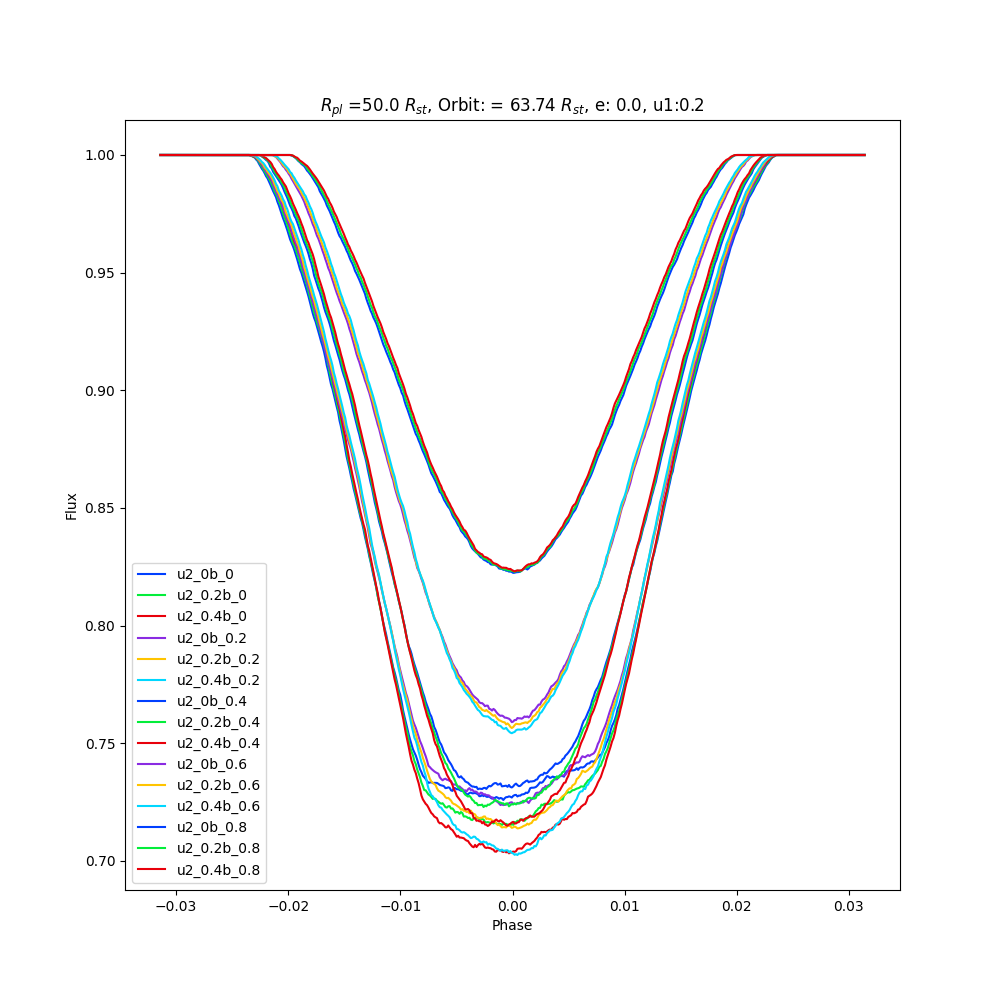 R_pl =50.0 R_st, Orbit: = 63.74 R_st, e: 0.0, u1:0.2
1.00
0.95
0.90
0.85
0.80
0.75
0.70
Flux
u2_0b_0
u2_0.2b_0
u2_0.4b_0
u2_0b_0.2
u2_0.2b_0.2
u2_0.4b_0.2
u2_0b_0.4
u2_0.2b_0.4
u2_0.4b_0.4
u2_0b_0.6
u2_0.2b_0.6
u2_0.4b_0.6
u2_0b_0.8
u2_0.2b_0.8
u2_0.4b_0.8
−0.03 −0.02 −0.01 0.00 0.01 0.02 0.03
Phase